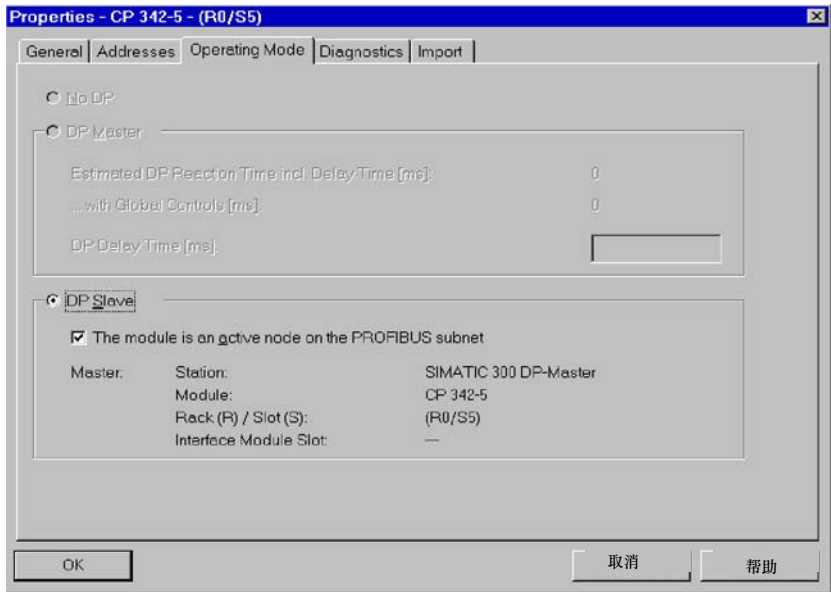 Properties - CP 342-5 - (R0/S5)
General Addresses Operating Mode Diagnostics Import
No DP
DP Master
Estimated DP Reaction Time incl. Delay Time [ms]: 0
...with Global Controls [ms]: 0
DP Delay Time [ms]:
DP Slave
The module is an active node on the PROFIBUS subnet
Master: Station: SIMATIC 300 DP-Master
Module: CP 342-5
Rack (R) / Slot (S): (R0/S5)
Interface Module Slot: —
OK 取消 帮助